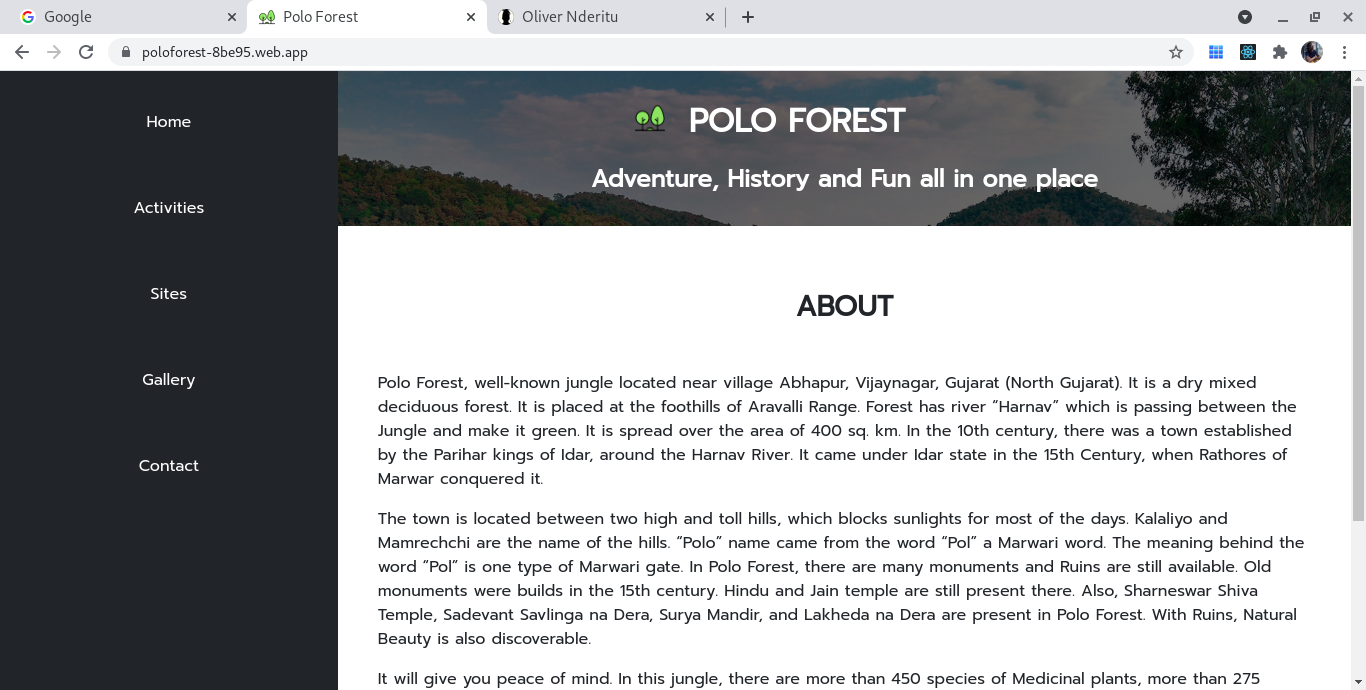 Google
Polo Forest
Oliver Nderitu
poloforest-8be95.web.app
Home
Activities
Sites
Gallery
Contact
POLO FOREST
Adventure, History and Fun all in one place
ABOUT
Polo Forest, well-known jungle located near village Abhapur, Vijaynagar, Gujarat (North Gujarat). It is a dry mixed
deciduous forest. It is placed at the foothills of Aravalli Range. Forest has river “Harnav” which is passing between the
Jungle and make it green. It is spread over the area of 400 sq. km. In the 10th century, there was a town established
by the Parihar kings of Idar, around the Harnav River. It came under Idar state in the 15th Century, when Rathores of
Marwar conquered it.
The town is located between two high and toll hills, which blocks sunlights for most of the days. Kalaliyo and
Mamrechchi are the name of the hills. “Polo” name came from the word “Pol” a Marwari word. The meaning behind the
word “Pol” is one type of Marwari gate. In Polo Forest, there are many monuments and Ruins are still available. Old
monuments were builds in the 15th century. Hindu and Jain temple are still present there. Also, Sharneswar Shiva
Temple, Sadevant Savlinga na Dera, Surya Mandir, and Lakheda na Dera are present in Polo Forest. With Ruins, Natural
Beauty is also discoverable.
It will give you peace of mind. In this jungle, there are more than 450 species of Medicinal plants, more than 275